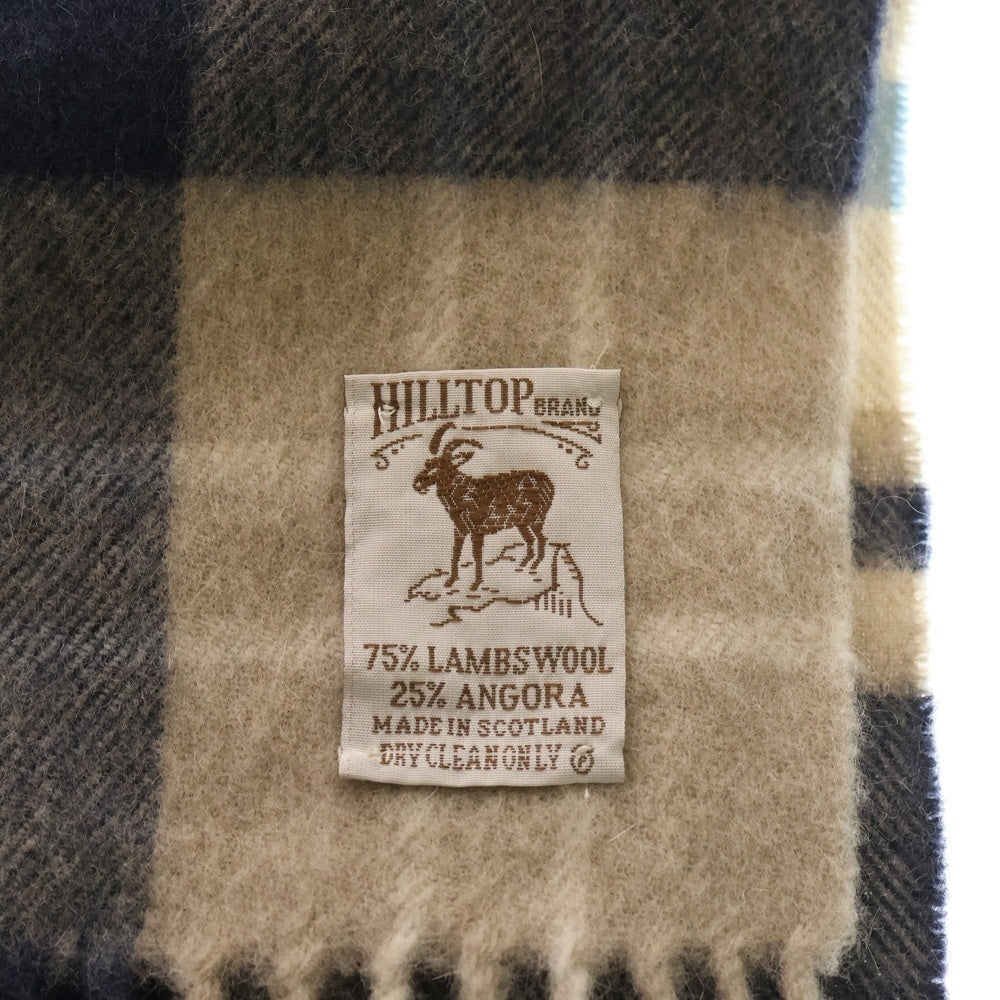 HILLTOP BRAND
75% LAMBSWOOL
25% ANGORA
MADE IN SCOTLAND
DRY CLEAN ONLY Ⓟ